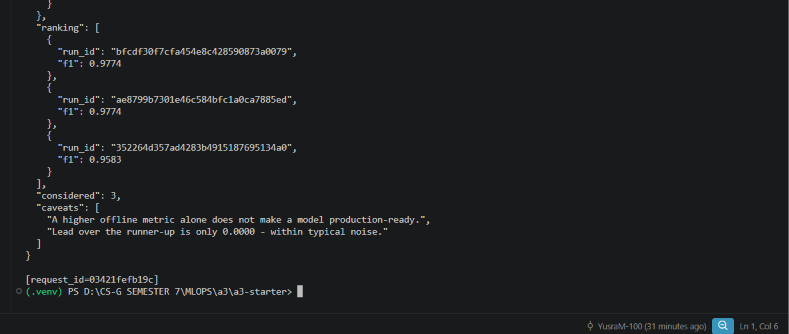 }
  },
  "ranking": [
    {
      "run_id": "bfcdf30f7cfa454e8c428590873a0079",
      "f1": 0.9774
    },
    {
      "run_id": "ae8799b7301e46c584bfc1a0ca7885ed",
      "f1": 0.9774
    },
    {
      "run_id": "352264d357ad4283b4915187695134a0",
      "f1": 0.9583
    }
  ],
  "considered": 3,
  "caveats": [
    "A higher offline metric alone does not make a model production-ready.",
    "Lead over the runner-up is only 0.0000 - within typical noise."
  ]
}
[request_id=03421fefb19c]
(.venv) PS D:\CS-G SEMESTER 7\MLOPS\a3\a3-starter>
YusraM-100 (31 minutes ago) Ln 1, Col 6